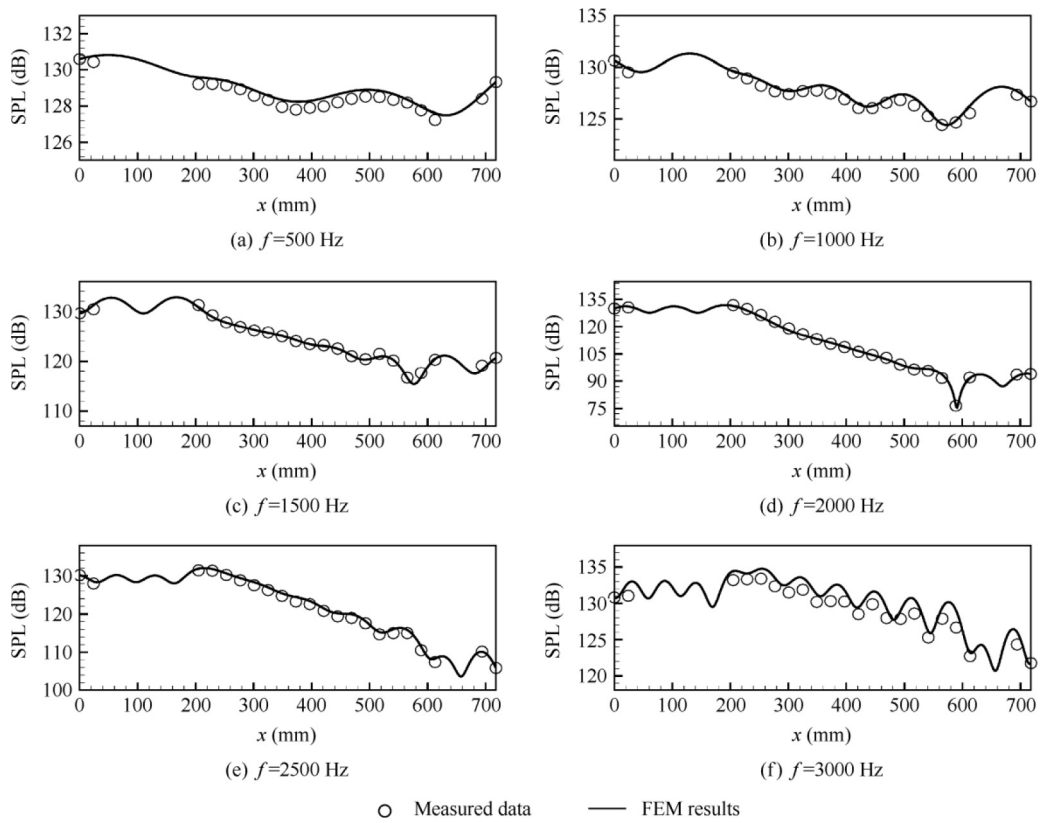 132
130
128
126
SPL (dB)
0 100 200 300 400 500 600 700
x (mm)
(a) f=500 Hz
135
130
125
SPL (dB)
0 100 200 300 400 500 600 700
x (mm)
(b) f=1000 Hz
130
120
110
SPL (dB)
0 100 200 300 400 500 600 700
x (mm)
(c) f=1500 Hz
135
120
105
90
75
SPL (dB)
0 100 200 300 400 500 600 700
x (mm)
(d) f=2000 Hz
130
120
110
100
SPL (dB)
0 100 200 300 400 500 600 700
x (mm)
(e) f=2500 Hz
135
130
125
120
SPL (dB)
0 100 200 300 400 500 600 700
x (mm)
(f) f=3000 Hz
Measured data FEM results